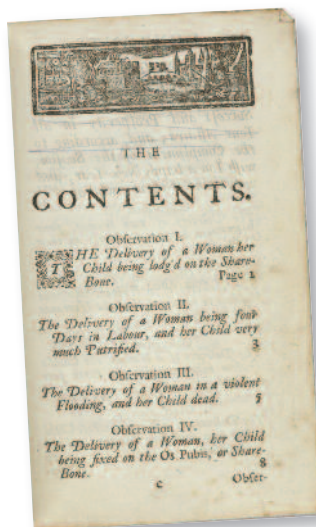 THE
CONTENTS.
Obſervation I.
THE Delivery of a Woman her
Child being lodg'd on the Share-
Bone. Page 1
Obſervation II.
The Delivery of a Woman being four
Days in Labour, and her Child very
much Putrified. 3
Obſervation III.
The Delivery of a Woman in a violent
Flooding, and her Child dead. 5
Obſervation IV.
The Delivery of a Woman, her Child
being fixed on the Os Pubis, or Share-
Bone. 8
c Obſer-